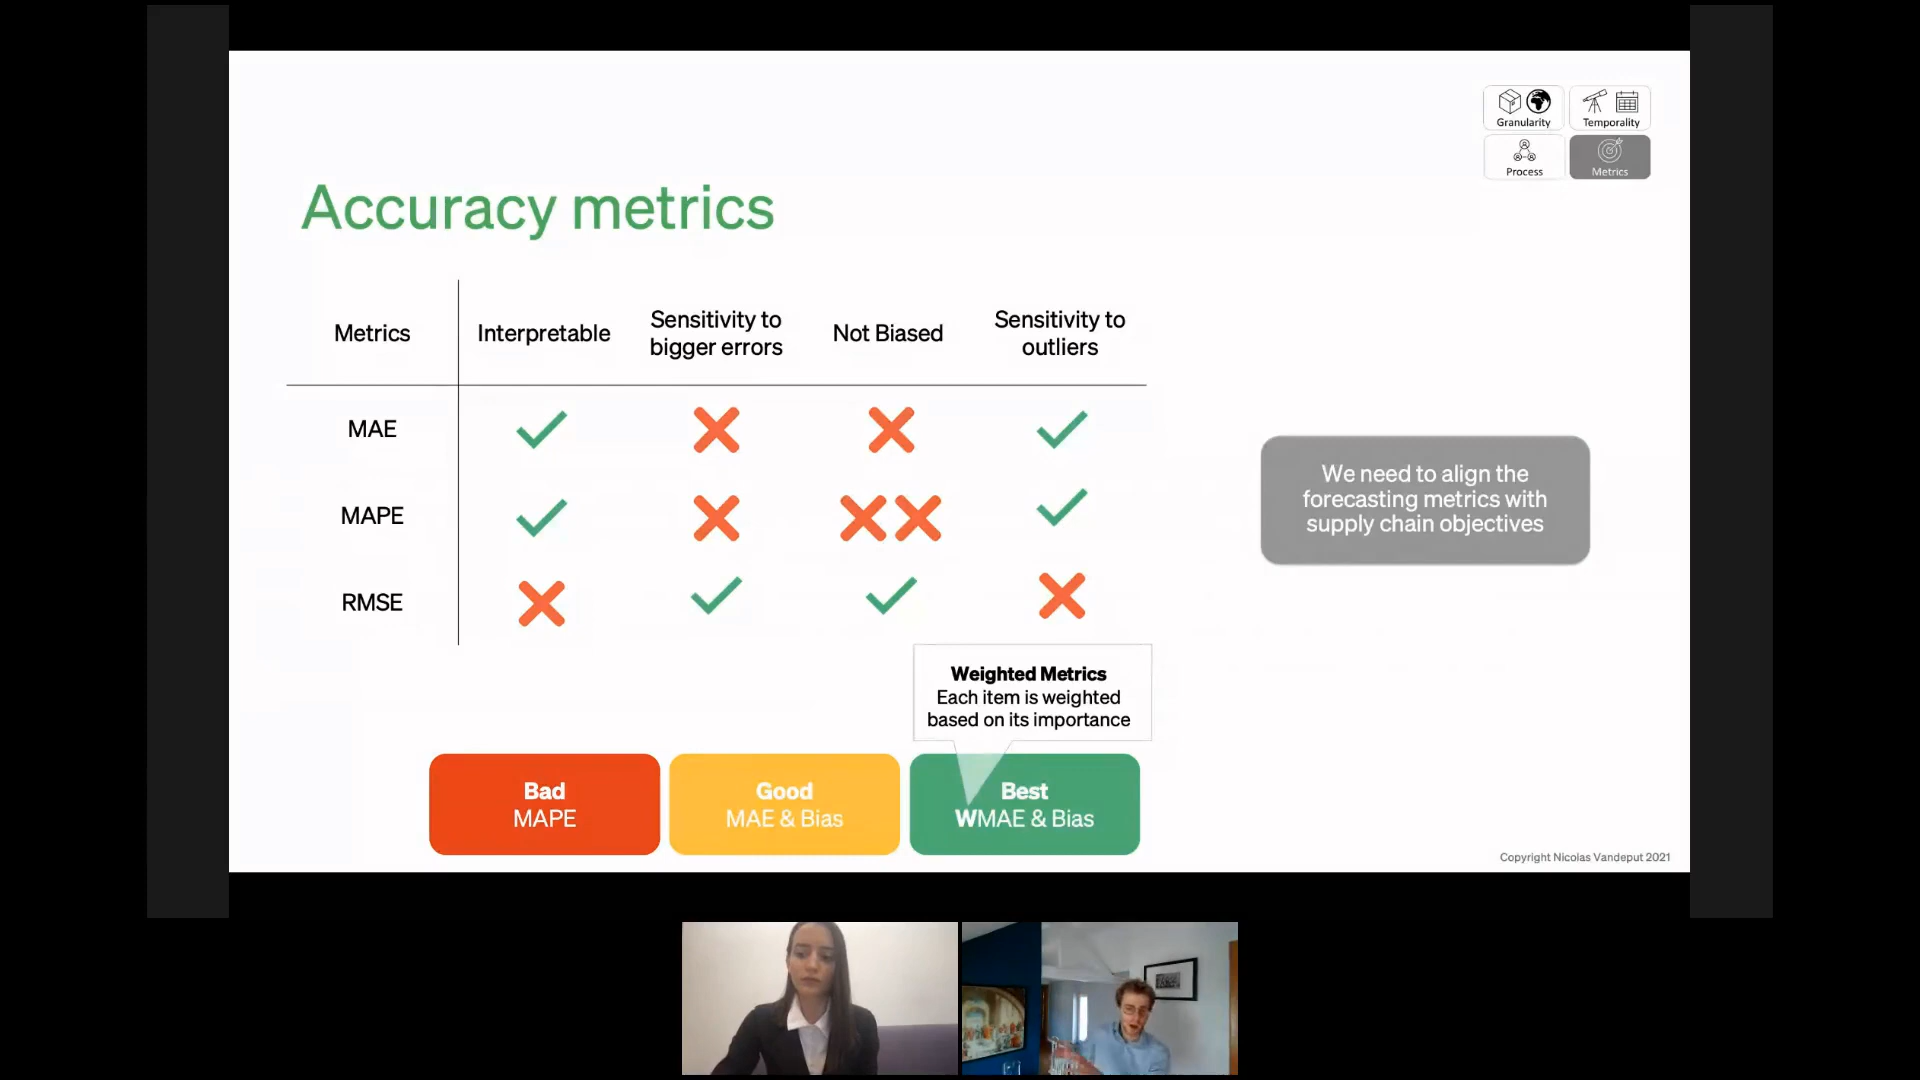 Granularity
Temporality
Process
Metrics
Accuracy metrics
Metrics
Interpretable
Sensitivity to
bigger errors
Not Biased
Sensitivity to
outliers
MAE
MAPE
RMSE
We need to align the
forecasting metrics with
supply chain objectives
Weighted Metrics
Each item is weighted
based on its importance
Bad
MAPE
Good
MAE & Bias
Best
WMAE & Bias
Copyright Nicolas Vandeput 2021